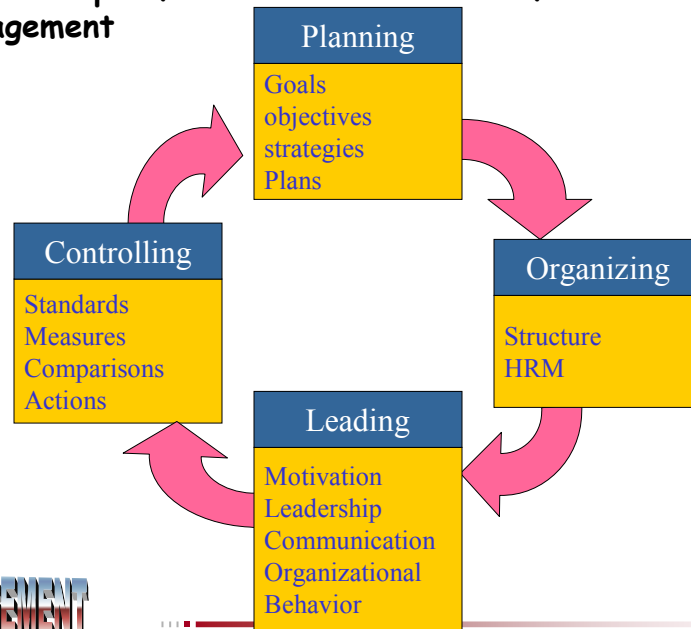 agement
Planning
Goals
objectives
strategies
Plans
Controlling
Standards
Measures
Comparisons
Actions
Organizing
Structure
HRM
Leading
Motivation
Leadership
Communication
Organizational
Behavior
EMENT